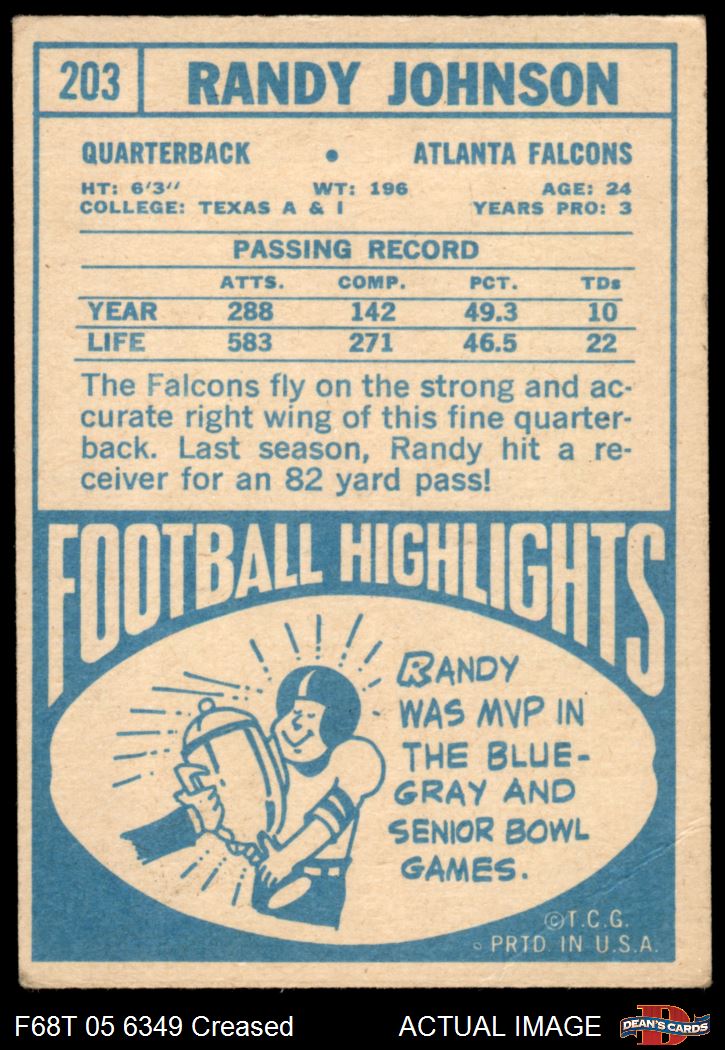 203 RANDY JOHNSON
QUARTERBACK • ATLANTA FALCONS
HT: 6'3" WT: 196 AGE: 24
COLLEGE: TEXAS A & I YEARS PRO: 3
PASSING RECORD
ATTS. COMP. PCT. TDs
YEAR 288 142 49.3 10
LIFE 583 271 46.5 22
The Falcons fly on the strong and ac-
curate right wing of this fine quarter-
back. Last season, Randy hit a re-
ceiver for an 82 yard pass!
FOOTBALL HIGHLIGHTS
RANDY
WAS MVP IN
THE BLUE-
GRAY AND
SENIOR BOWL
GAMES.
©T.C.G.
PRTD. IN U.S.A.
F68T 05 6349 Creased ACTUAL IMAGE D DEAN'S CARDS